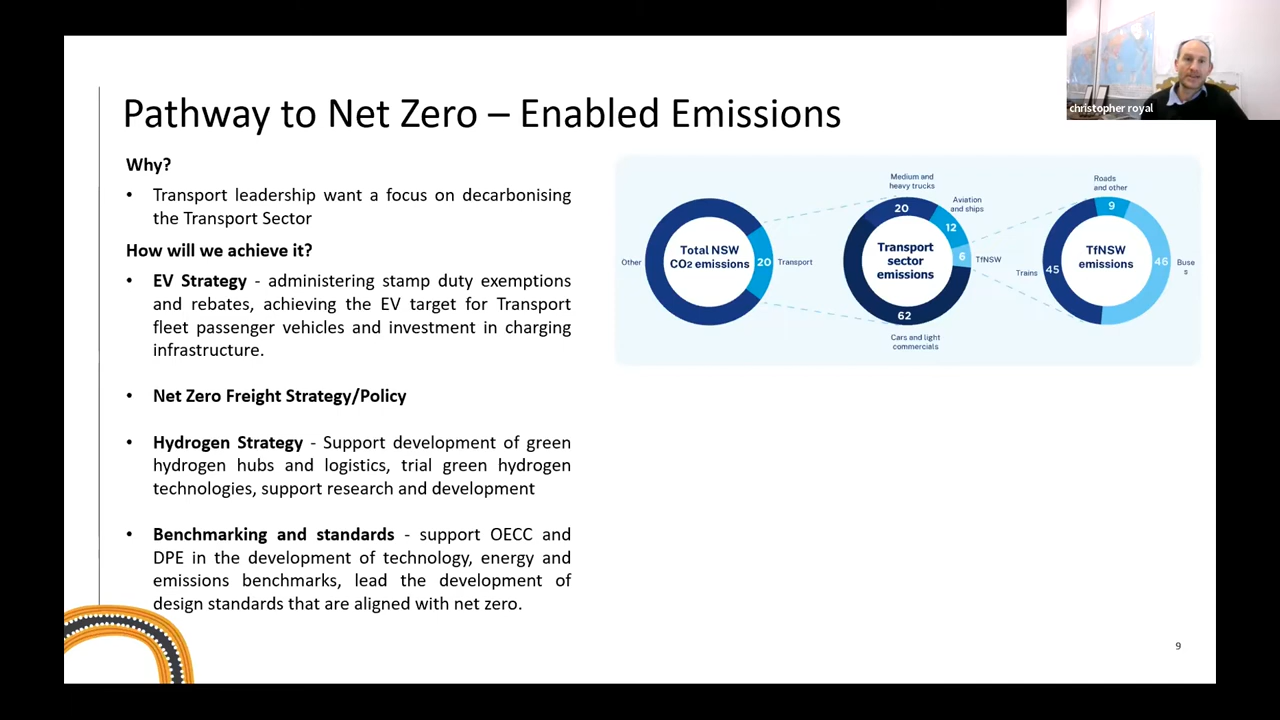 christopher royal
Pathway to Net Zero – Enabled Emissions
Why?
• Transport leadership want a focus on decarbonising
the Transport Sector
How will we achieve it?
• EV Strategy - administering stamp duty exemptions
and rebates, achieving the EV target for Transport
fleet passenger vehicles and investment in charging
infrastructure.
• Net Zero Freight Strategy/Policy
• Hydrogen Strategy - Support development of green
hydrogen hubs and logistics, trial green hydrogen
technologies, support research and development
• Benchmarking and standards - support OECC and
DPE in the development of technology, energy and
emissions benchmarks, lead the development of
design standards that are aligned with net zero.
Other
Total NSW
CO2 emissions
20
Transport
Medium and
heavy trucks
20
Aviation
and ships
12
Transport
sector
emissions
6
TfNSW
62
Cars and light
commercials
Roads
and other
9
Trains
45
TfNSW
emissions
46
Buse
s
9